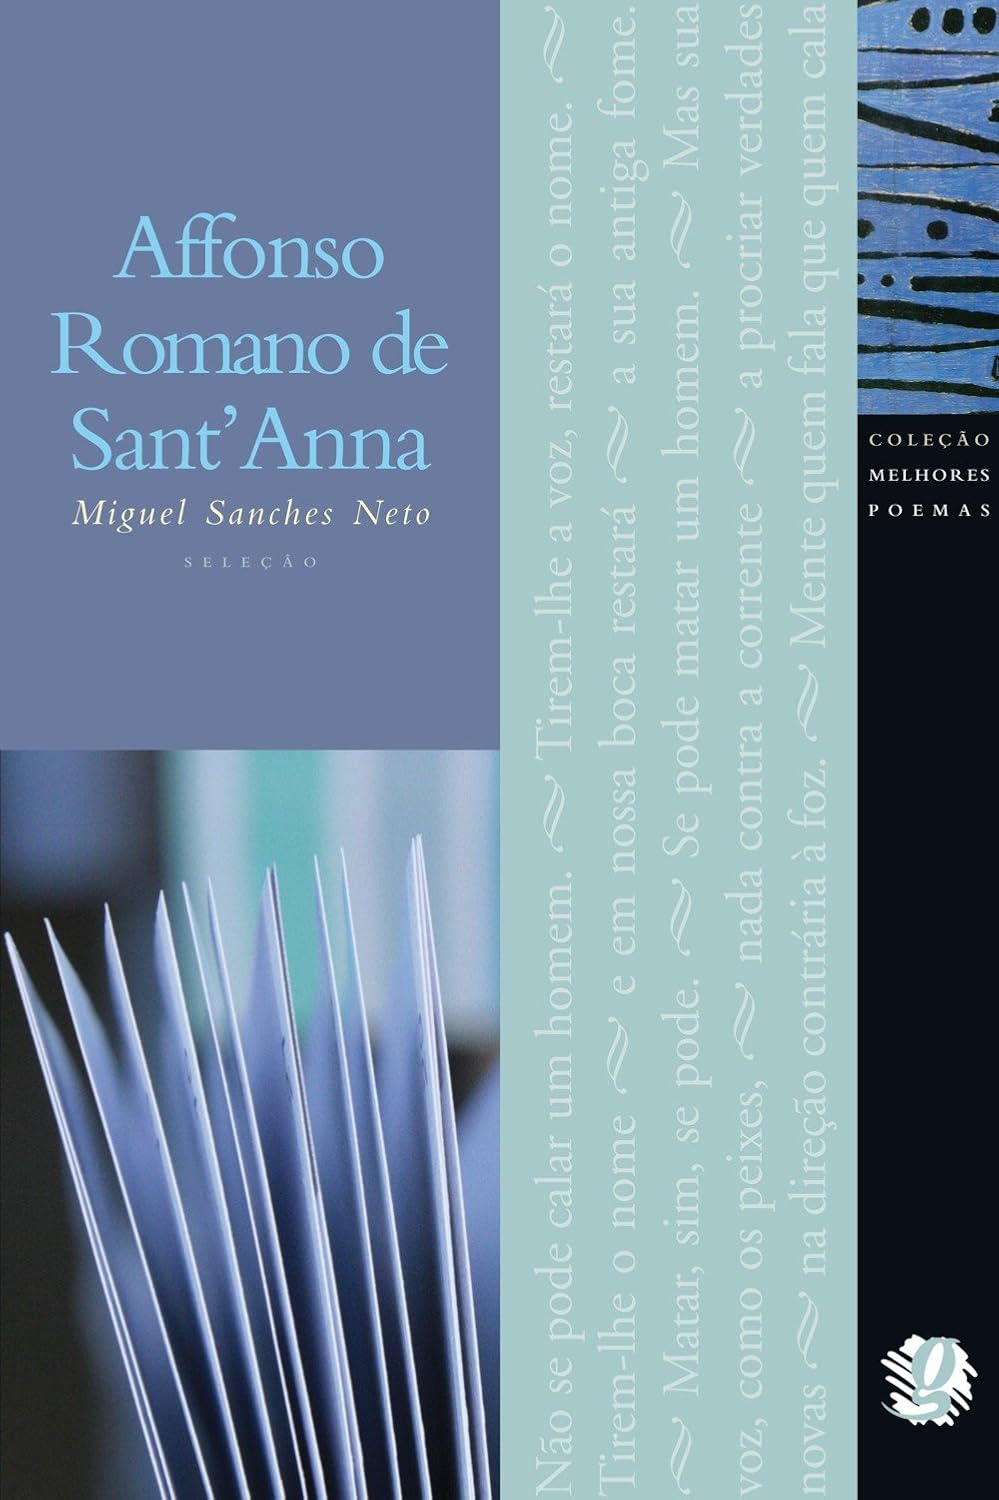 Affonso
Romano de
Sant'Anna
Miguel Sanches Neto
SELEÇÃO
Não se pode calar um homem. ~ Tirem-lhe a voz, restará o nome. ~
Tirem-lhe o nome ~ e em nossa boca restará ~ a sua antiga fome.
~ Matar, sim, se pode. ~ Se pode matar um homem. ~ Mas sua
voz, como os peixes, ~ nada contra a corrente ~ a procriar verdades
novas ~ na direção contrária à foz. ~ Mente quem fala que quem cala
COLEÇÃO
MELHORES
POEMAS
g